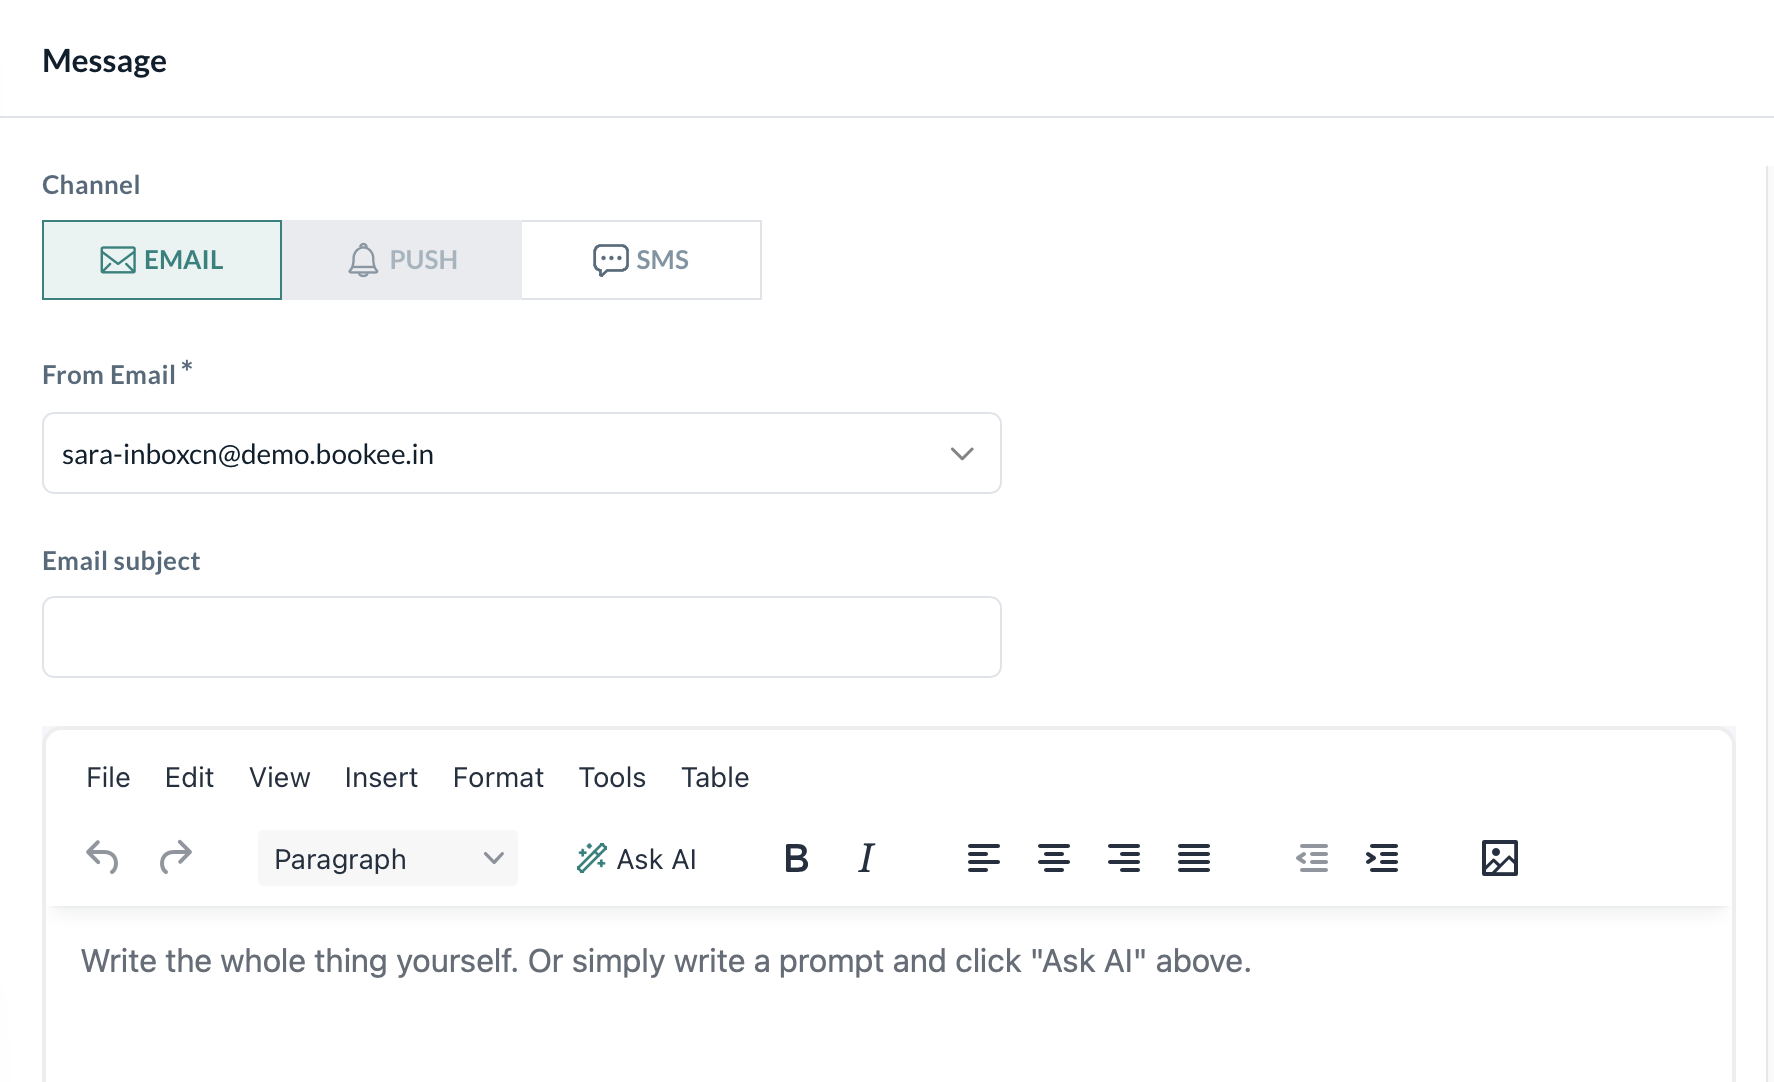 Message
Channel
EMAIL PUSH SMS
From Email *
sara-inboxcn@demo.bookee.in
Email subject
File Edit View Insert Format Tools Table
Paragraph Ask AI B I
Write the whole thing yourself. Or simply write a prompt and click "Ask AI" above.